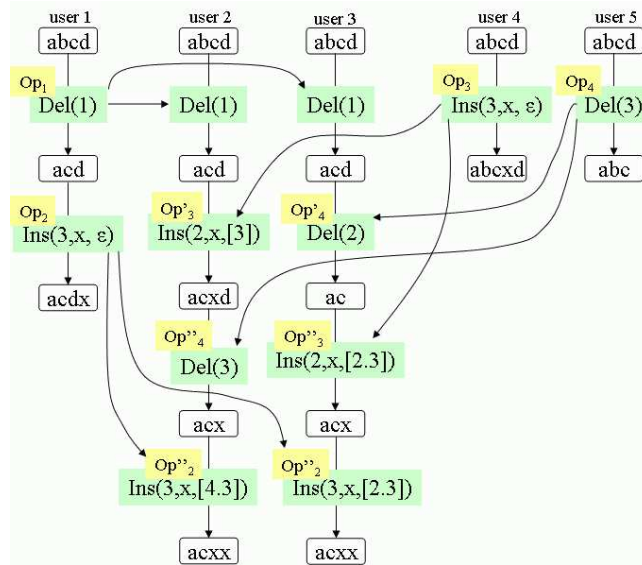 user 1 user 2 user 3 user 4 user 5
abcd abcd abcd abcd abcd
Op1 Op3 Op4
Del(1) Del(1) Del(1) Ins(3,x, ε) Del(3)
acd acd acd abcxd abc
Op2 Op'3 Op'4
Ins(3,x, ε) Ins(2,x,[3]) Del(2)
acdx acxd ac
Op''4 Op''3
Del(3) Ins(2,x,[2.3])
acx acx
Op''2 Op''2
Ins(3,x,[4.3]) Ins(3,x,[2.3])
acxx acxx